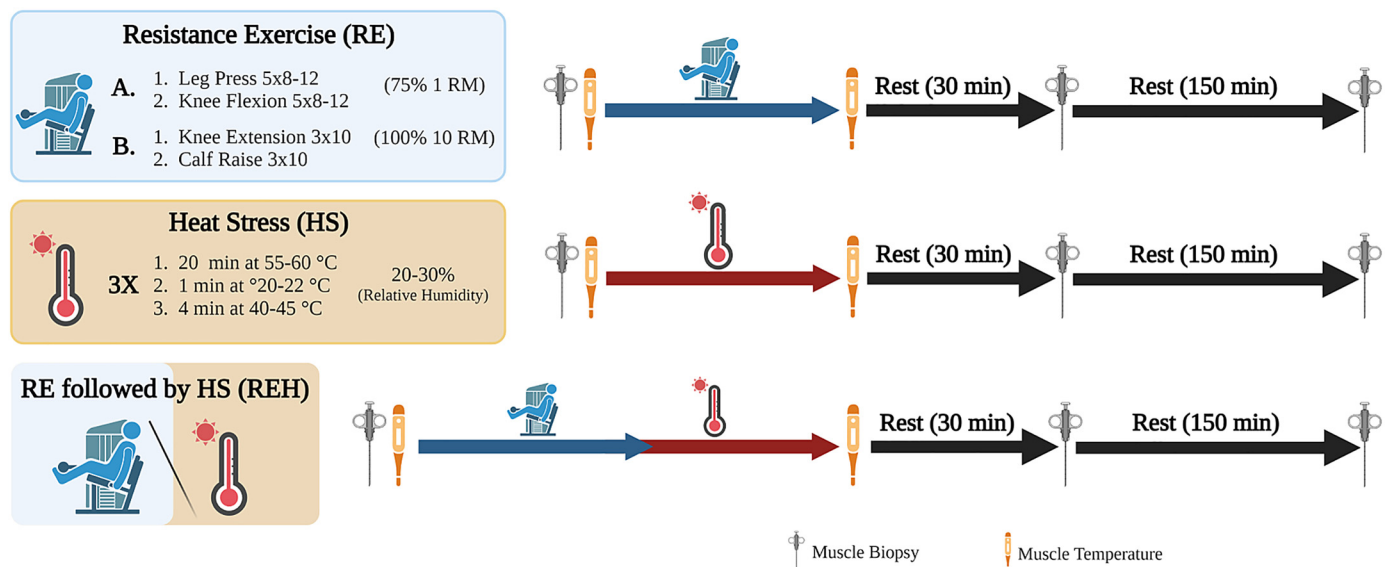 Resistance Exercise (RE)
A.
1. Leg Press 5x8-12
2. Knee Flexion 5x8-12
(75% 1 RM)
B.
1. Knee Extension 3x10
2. Calf Raise 3x10
(100% 10 RM)
Rest (30 min)
Rest (150 min)
Heat Stress (HS)
3X
1. 20 min at 55-60 °C
2. 1 min at °20-22 °C
3. 4 min at 40-45 °C
20-30%
(Relative Humidity)
Rest (30 min)
Rest (150 min)
RE followed by HS (REH)
Rest (30 min)
Rest (150 min)
Muscle Biopsy
Muscle Temperature